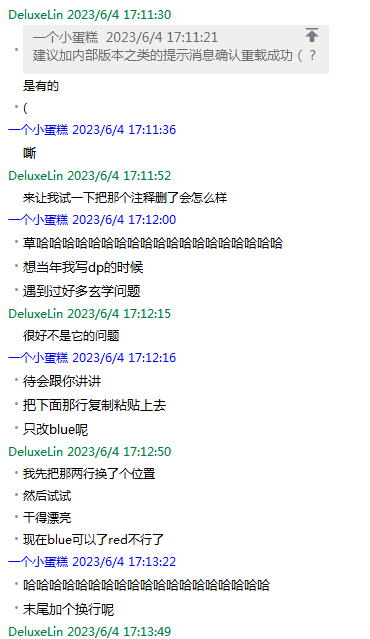 DeluxeLin 2023/6/4 17:11:30
一个小蛋糕 2023/6/4 17:11:21
建议加内部版本之类的提示消息确认重载成功（？
是有的
(
一个小蛋糕 2023/6/4 17:11:36
嘶
DeluxeLin 2023/6/4 17:11:52
来让我试一下把那个注释删了会怎么样
一个小蛋糕 2023/6/4 17:12:00
草哈哈哈哈哈哈哈哈哈哈哈哈哈哈哈哈哈哈哈
想当年我写dp的时候
遇到过好多玄学问题
DeluxeLin 2023/6/4 17:12:15
很好不是它的问题
一个小蛋糕 2023/6/4 17:12:16
待会跟你讲讲
把下面那行复制粘贴上去
只改blue呢
DeluxeLin 2023/6/4 17:12:50
我先把那两行换了个位置
然后试试
干得漂亮
现在blue可以了red不行了
一个小蛋糕 2023/6/4 17:13:22
哈哈哈哈哈哈哈哈哈哈哈哈哈哈哈哈哈哈哈
末尾加个换行呢
DeluxeLin 2023/6/4 17:13:49